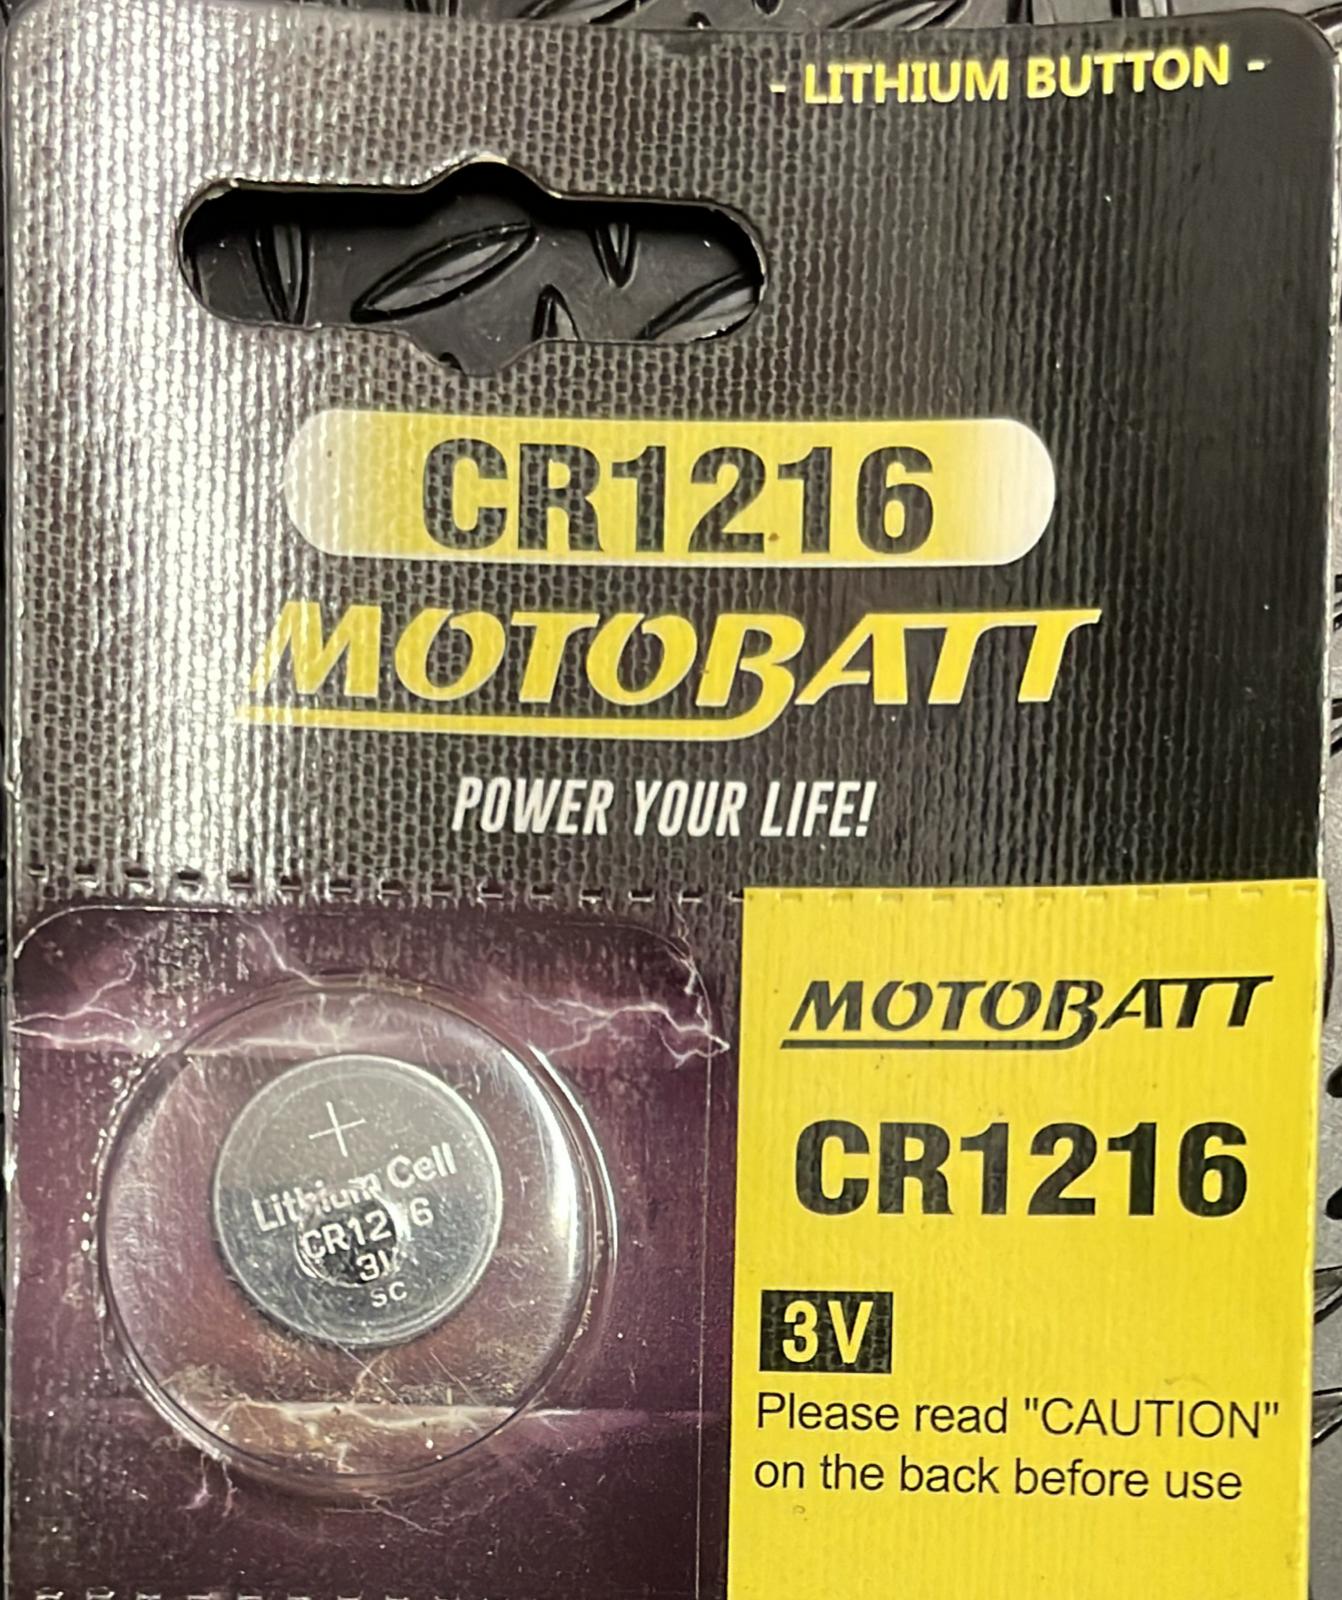 - LITHIUM BUTTON -
CR1216
MOTOBATT
POWER YOUR LIFE!
MOTOBATT
CR1216
3V
Please read "CAUTION"
on the back before use
+
Lithium Cell
CR1216
3V
SC